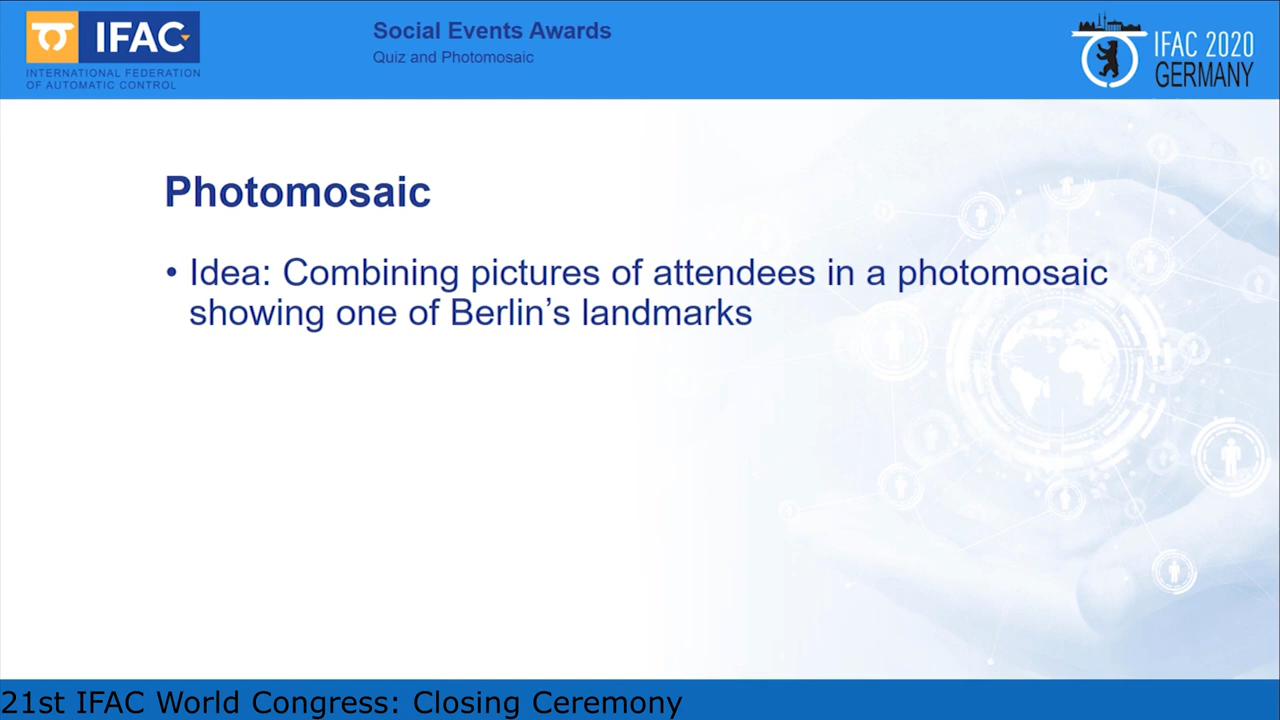 IFAC
INTERNATIONAL FEDERATION
OF AUTOMATIC CONTROL
Social Events Awards
Quiz and Photomosaic
IFAC 2020
GERMANY
Photomosaic
• Idea: Combining pictures of attendees in a photomosaic
showing one of Berlin’s landmarks
21st IFAC World Congress: Closing Ceremony